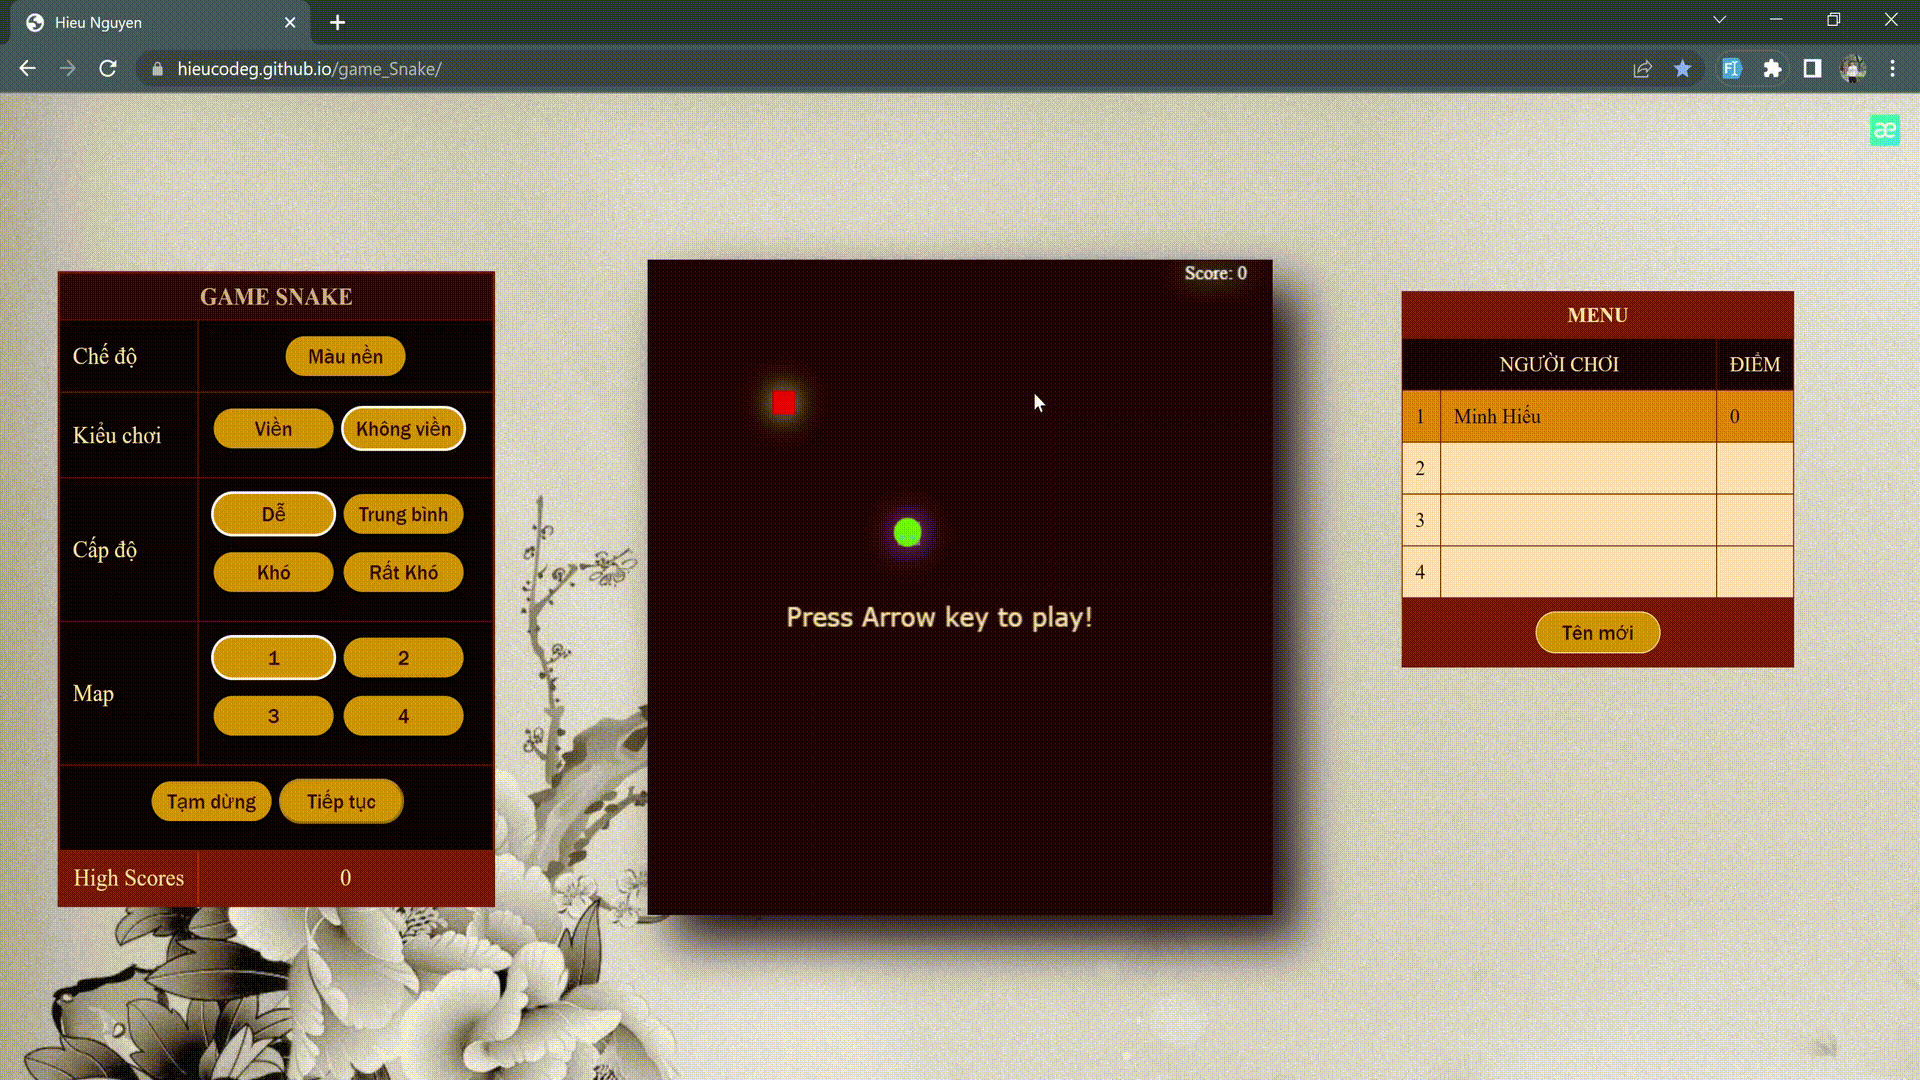 Hieu Nguyen
hieucodeg.github.io/game_Snake/
FI
æ
GAME SNAKE
Chế độ
Màu nền
Kiểu chơi
Viền Không viền
Cấp độ
Dễ Trung bình
Khó Rất Khó
Map
1 2
3 4
Tạm dừng Tiếp tục
High Scores 0
Score: 0
Press Arrow key to play!
MENU
NGƯỜI CHƠI ĐIỂM
1 Minh Hiếu 0
2
3
4
Tên mới